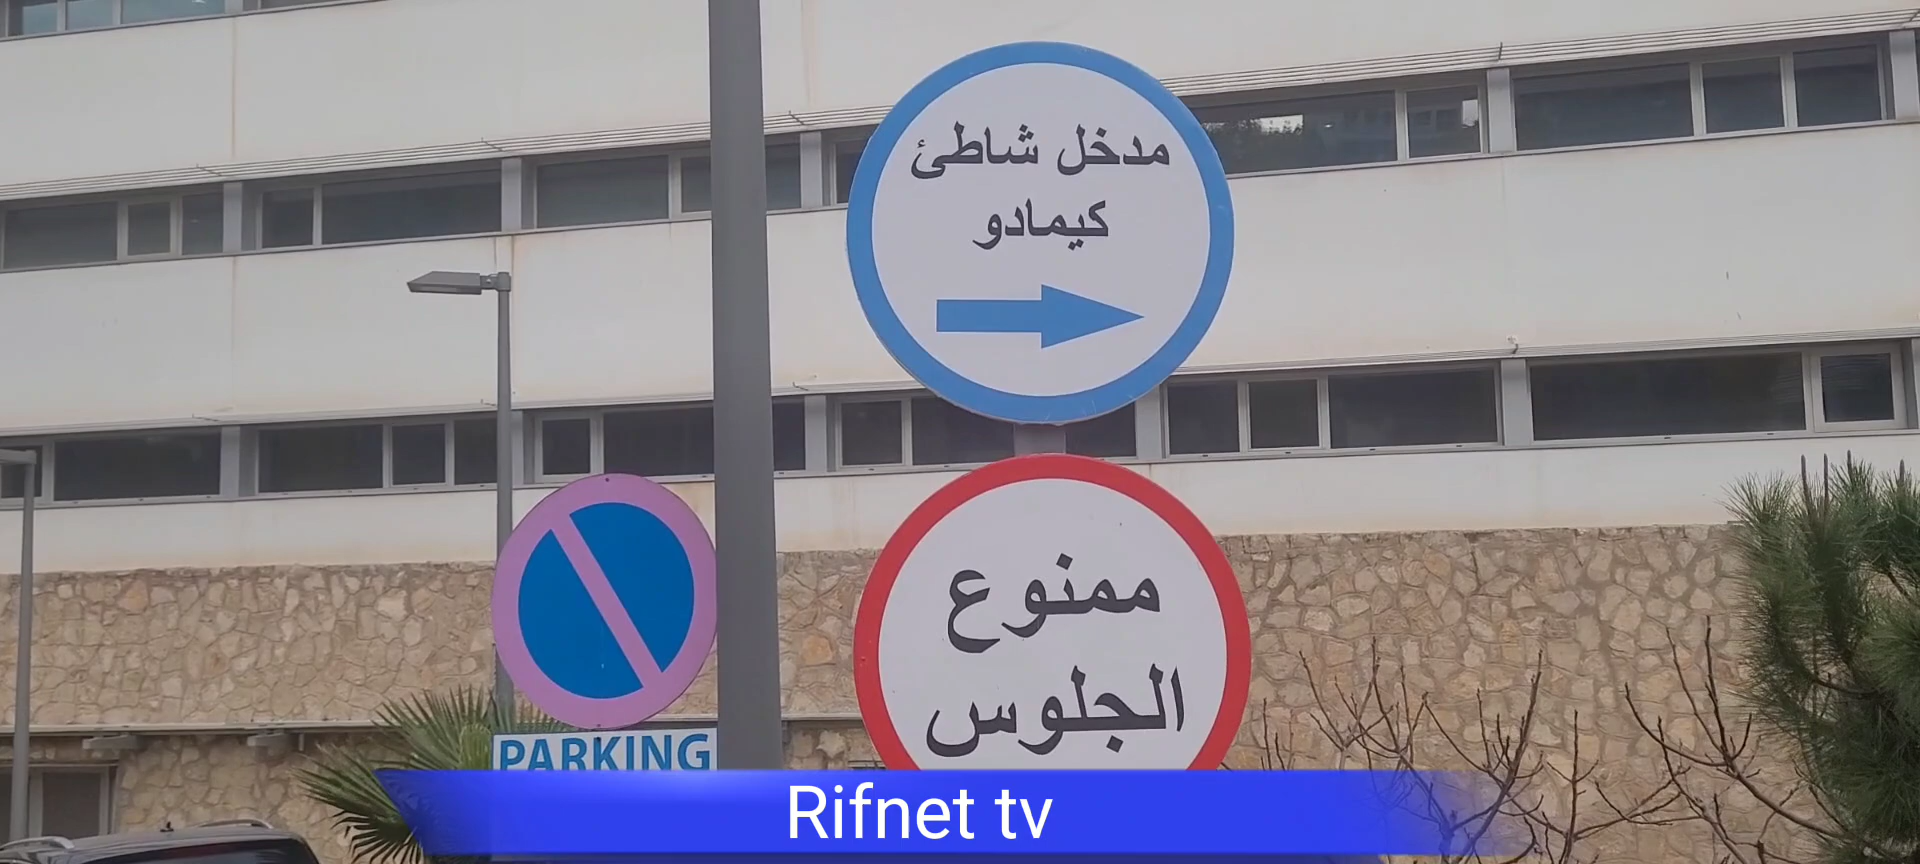 مدخل شاطئ
كيمادو
ممنوع
الجلوس
PARKING
Rifnet tv